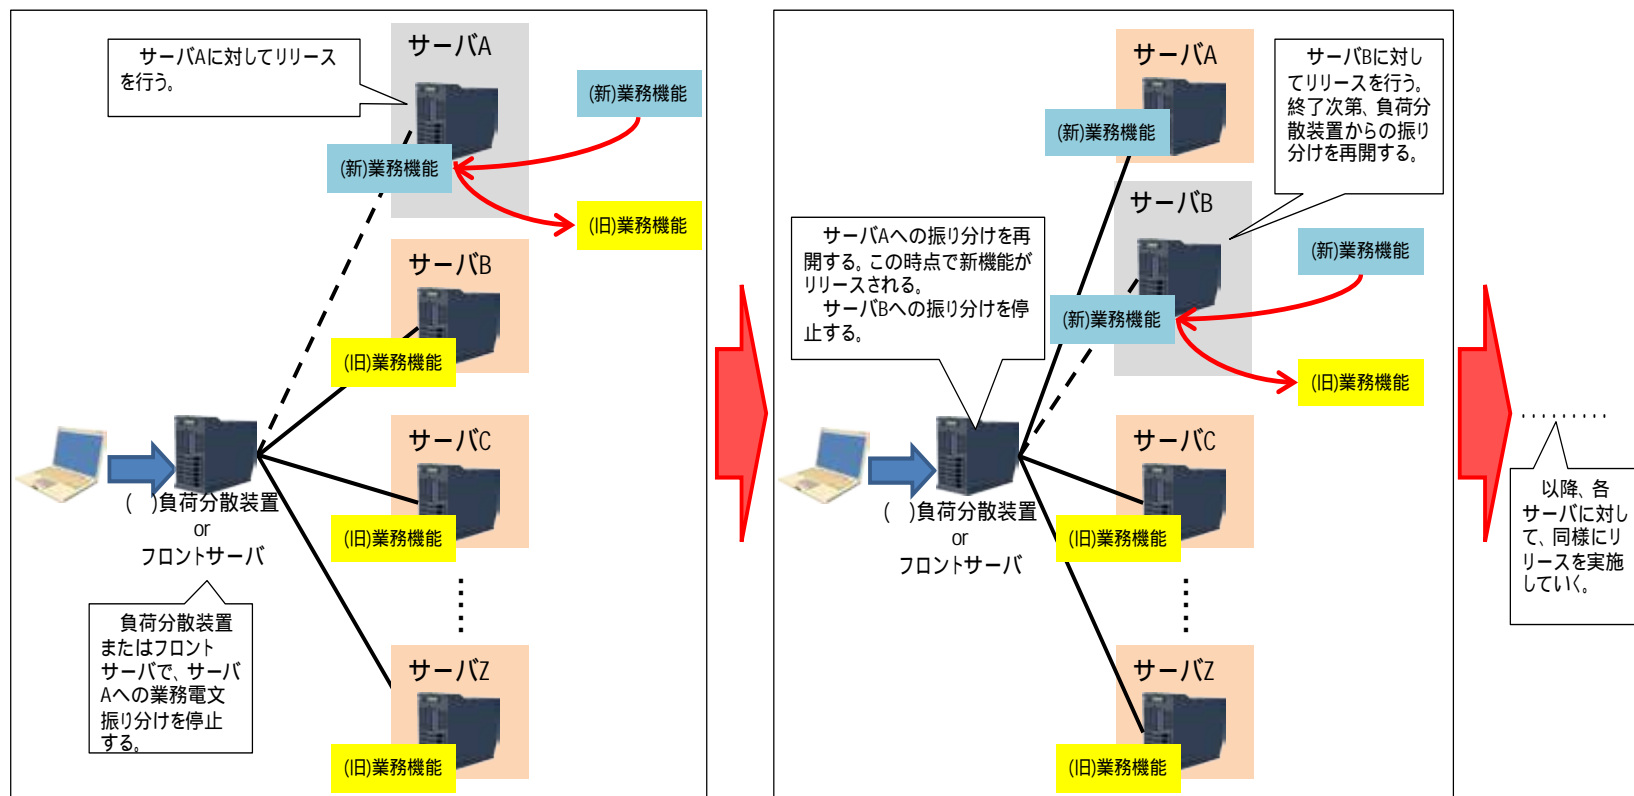 サーバAに対してリリース
を行う。
サーバA
(新)業務機能
(新)業務機能
(旧)業務機能
サーバB
(旧)業務機能
サーバC
(旧)業務機能
( )負荷分散装置
or
フロントサーバ
負荷分散装置
またはフロント
サーバで、サーバ
Aへの業務電文
振り分けを停止
する。
サーバZ
(旧)業務機能
サーバA
(新)業務機能
サーバBに対し
てリリースを行う。
終了次第、負荷分
散装置からの振り
分けを再開する。
サーバB
サーバAへの振り分けを再
開する。この時点で新機能が
リリースされる。
サーバBへの振り分けを停
止する。
(新)業務機能
(新)業務機能
(旧)業務機能
サーバC
(旧)業務機能
( )負荷分散装置
or
フロントサーバ
サーバZ
(旧)業務機能
………
以降、各
サーバに対し
て、同様にリ
リースを実施
していく。